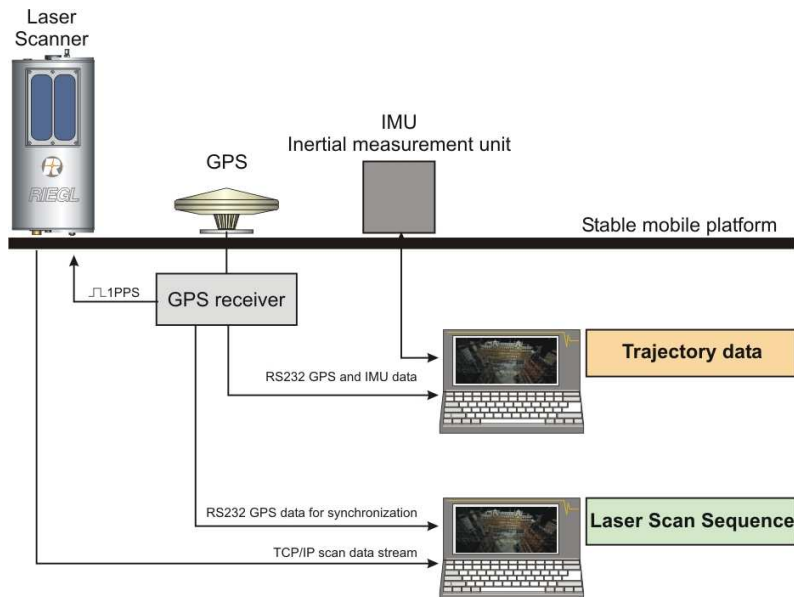 Laser
Scanner
RIEGL
GPS
IMU
Inertial measurement unit
Stable mobile platform
1PPS
GPS receiver
Trajectory data
RS232 GPS and IMU data
RS232 GPS data for synchronization
Laser Scan Sequence
TCP/IP scan data stream